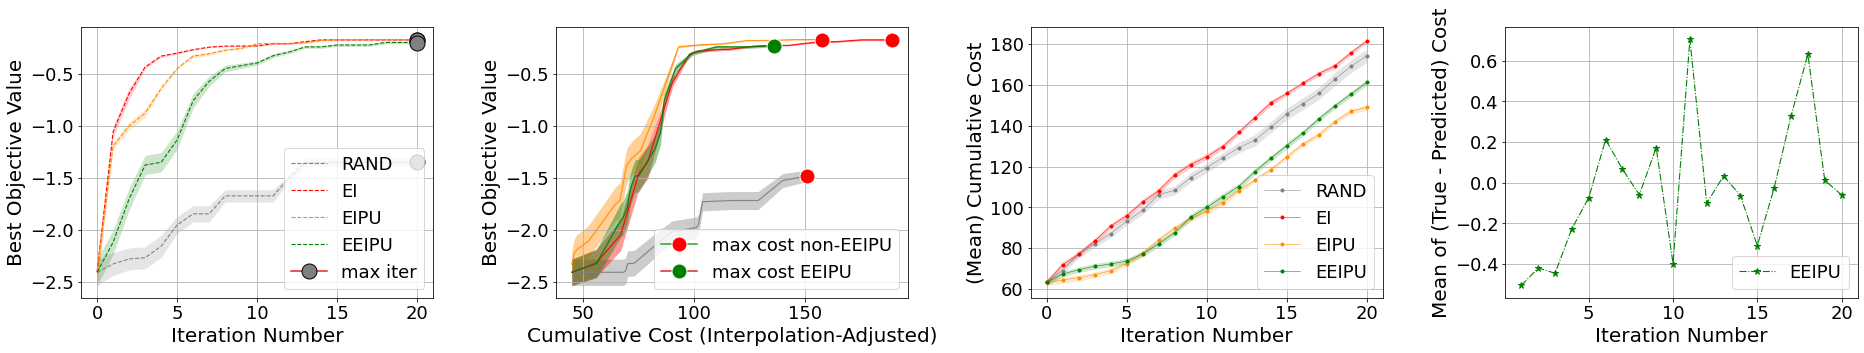 Best Objective Value
−0.5
−1.0
−1.5
−2.0
−2.5
0
5
10
15
20
Iteration Number
RAND
EI
EIPU
EEIPU
max iter
Best Objective Value
−0.5
−1.0
−1.5
−2.0
−2.5
50
100
150
Cumulative Cost (Interpolation-Adjusted)
max cost non-EEIPU
max cost EEIPU
(Mean) Cumulative Cost
180
160
140
120
100
80
60
0
5
10
15
20
Iteration Number
RAND
EI
EIPU
EEIPU
Mean of (True - Predicted) Cost
0.6
0.4
0.2
0.0
−0.2
−0.4
5
10
15
20
Iteration Number
EEIPU